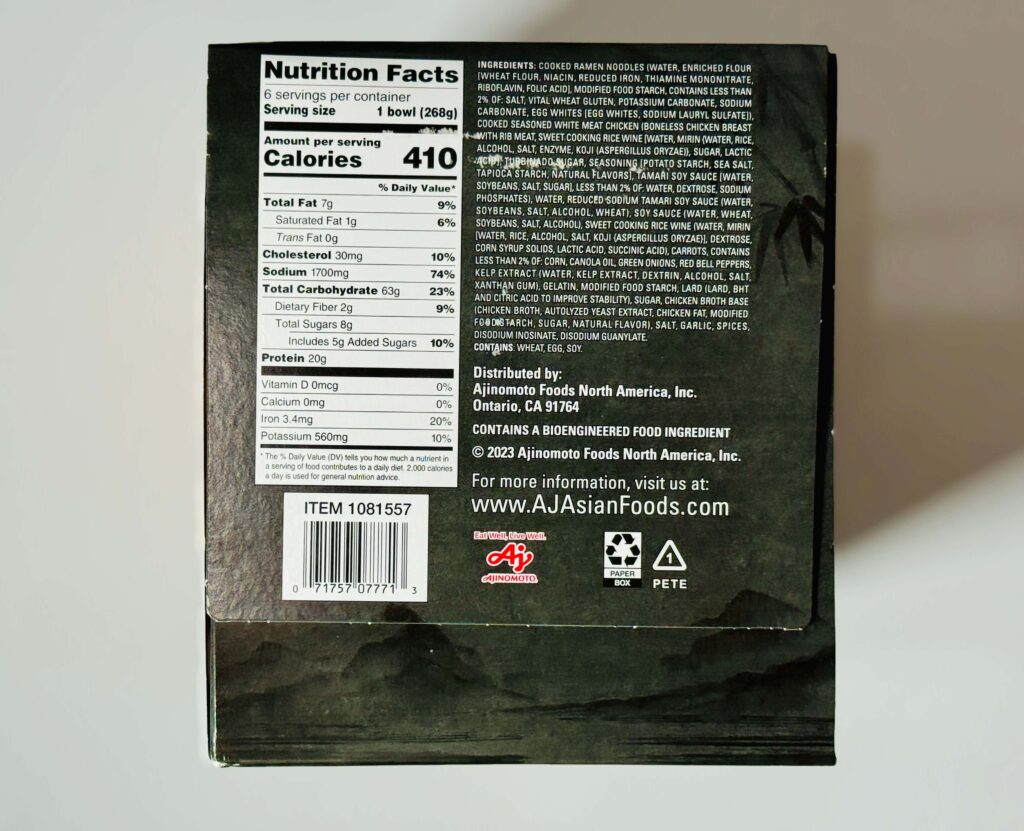 Nutrition Facts
6 servings per container
Serving size 1 bowl (268g)
Amount per serving
Calories 410
% Daily Value*
Total Fat 7g 9%
Saturated Fat 1g 6%
Trans Fat 0g
Cholesterol 30mg 10%
Sodium 1700mg 74%
Total Carbohydrate 63g 23%
Dietary Fiber 2g 9%
Total Sugars 8g
Includes 5g Added Sugars 10%
Protein 20g
Vitamin D 0mcg 0%
Calcium 0mg 0%
Iron 3.4mg 20%
Potassium 560mg 10%
* The % Daily Value (DV) tells you how much a nutrient in
a serving of food contributes to a daily diet. 2,000 calories
a day is used for general nutrition advice.
ITEM 1081557
0 71757 07771 3
INGREDIENTS: COOKED RAMEN NOODLES (WATER, ENRICHED FLOUR
[WHEAT FLOUR, NIACIN, REDUCED IRON, THIAMINE MONONITRATE,
RIBOFLAVIN, FOLIC ACID], MODIFIED FOOD STARCH, CONTAINS LESS THAN
2% OF: SALT, VITAL WHEAT GLUTEN, POTASSIUM CARBONATE, SODIUM
CARBONATE, EGG WHITES [EGG WHITES, SODIUM LAURYL SULFATE]),
COOKED SEASONED WHITE MEAT CHICKEN (BONELESS CHICKEN BREAST
WITH RIB MEAT, SWEET COOKING RICE WINE [WATER, MIRIN (WATER, RICE,
ALCOHOL, SALT, ENZYME, KOJI (ASPERGILLUS ORYZAE)), SUGAR, LACTIC
ACID], TURBINADO SUGAR, SEASONING [POTATO STARCH, SEA SALT,
TAPIOCA STARCH, NATURAL FLAVORS], TAMARI SOY SAUCE [WATER,
SOYBEANS, SALT, SUGAR], LESS THAN 2% OF: WATER, DEXTROSE, SODIUM
PHOSPHATES), WATER, REDUCED SODIUM TAMARI SOY SAUCE (WATER,
SOYBEANS, SALT, ALCOHOL, WHEAT), SOY SAUCE (WATER, WHEAT,
SOYBEANS, SALT, ALCOHOL), SWEET COOKING RICE WINE (WATER, MIRIN
[WATER, RICE, ALCOHOL, SALT, KOJI (ASPERGILLUS ORYZAE)], DEXTROSE,
CORN SYRUP SOLIDS, LACTIC ACID, SUCCINIC ACID), CARROTS, CONTAINS
LESS THAN 2% OF: CORN, CANOLA OIL, GREEN ONIONS, RED BELL PEPPERS,
KELP EXTRACT (WATER, KELP EXTRACT, DEXTRIN, ALCOHOL, SALT,
XANTHAN GUM), GELATIN, MODIFIED FOOD STARCH, LARD (LARD, BHT
AND CITRIC ACID TO IMPROVE STABILITY), SUGAR, CHICKEN BROTH BASE
(CHICKEN BROTH, AUTOLYZED YEAST EXTRACT, CHICKEN FAT, MODIFIED
FOOD STARCH, SUGAR, NATURAL FLAVOR), SALT, GARLIC, SPICES,
DISODIUM INOSINATE, DISODIUM GUANYLATE.
CONTAINS: WHEAT, EGG, SOY.
Distributed by:
Ajinomoto Foods North America, Inc.
Ontario, CA 91764
CONTAINS A BIOENGINEERED FOOD INGREDIENT
© 2023 Ajinomoto Foods North America, Inc.
For more information, visit us at:
www.AJAsianFoods.com
Eat Well, Live Well.
Aj
AJINOMOTO
PAPER
BOX
1
PETE